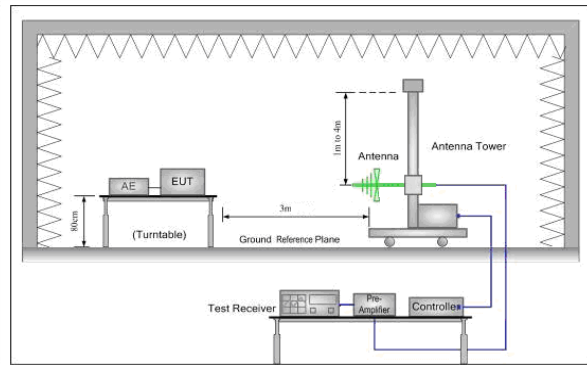 1m to 4m
Antenna
Antenna Tower
AE
EUT
80cm
(Turntable)
3m
Ground Reference Plane
Test Receiver
Pre-
Amplifier
Controller